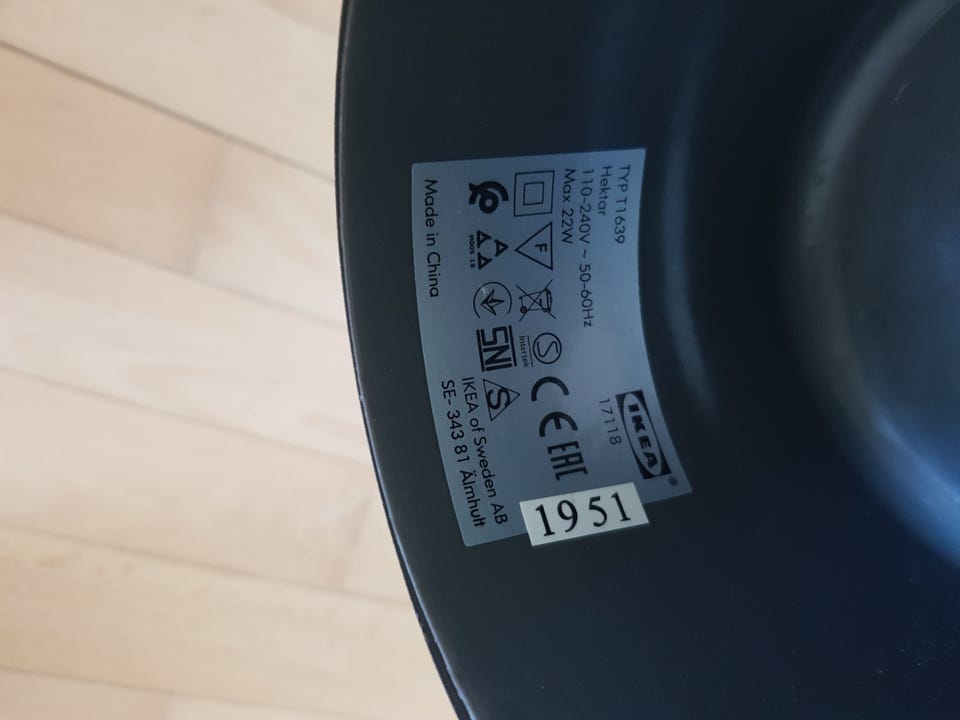 TYP T1639
Hektar
110-240V ~ 50-60Hz
Max 22W
IKEA®
17118
1951
F
Intertek
S
CE
EAC
SNI
S
Made in China
IKEA of Sweden AB
SE- 343 81 Älmhult